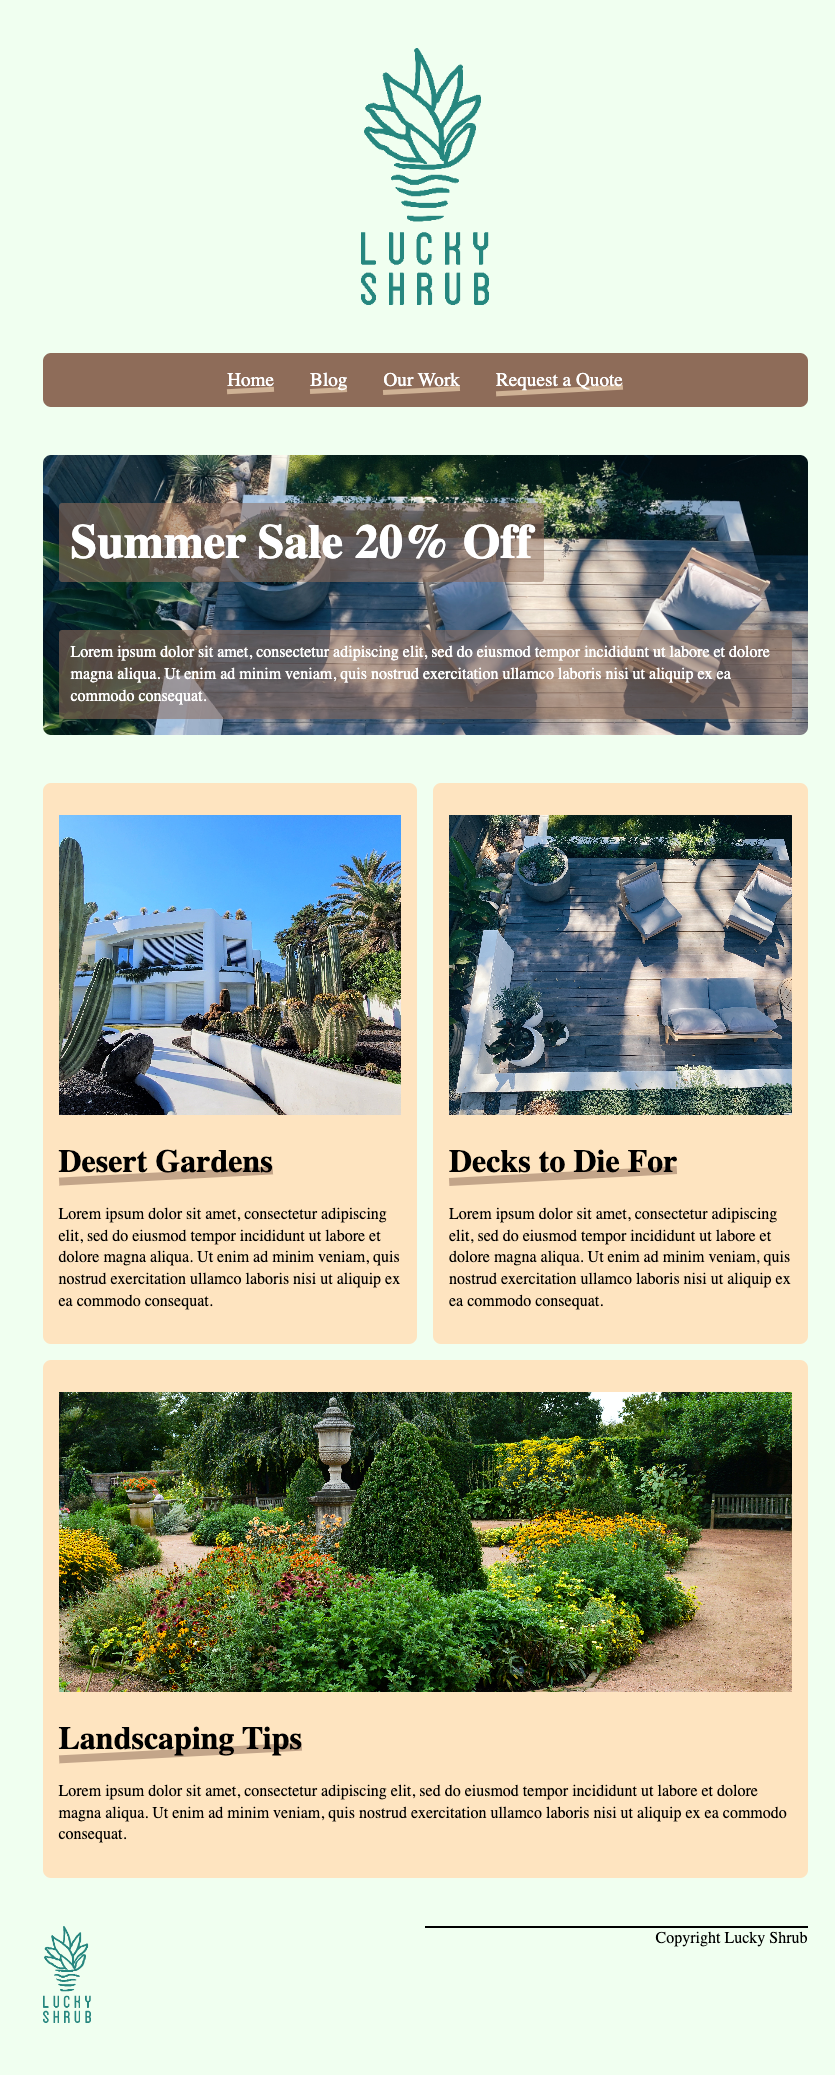 LUCKY
SHRUB
Home Blog Our Work Request a Quote
Summer Sale 20% Off
Lorem ipsum dolor sit amet, consectetur adipiscing elit, sed do eiusmod tempor incididunt ut labore et dolore
magna aliqua. Ut enim ad minim veniam, quis nostrud exercitation ullamco laboris nisi ut aliquip ex ea
commodo consequat.
Desert Gardens
Lorem ipsum dolor sit amet, consectetur adipiscing
elit, sed do eiusmod tempor incididunt ut labore et
dolore magna aliqua. Ut enim ad minim veniam, quis
nostrud exercitation ullamco laboris nisi ut aliquip ex
ea commodo consequat.
Decks to Die For
Lorem ipsum dolor sit amet, consectetur adipiscing
elit, sed do eiusmod tempor incididunt ut labore et
dolore magna aliqua. Ut enim ad minim veniam, quis
nostrud exercitation ullamco laboris nisi ut aliquip ex
ea commodo consequat.
Landscaping Tips
Lorem ipsum dolor sit amet, consectetur adipiscing elit, sed do eiusmod tempor incididunt ut labore et dolore
magna aliqua. Ut enim ad minim veniam, quis nostrud exercitation ullamco laboris nisi ut aliquip ex ea commodo
consequat.
LUCKY
SHRUB
Copyright Lucky Shrub